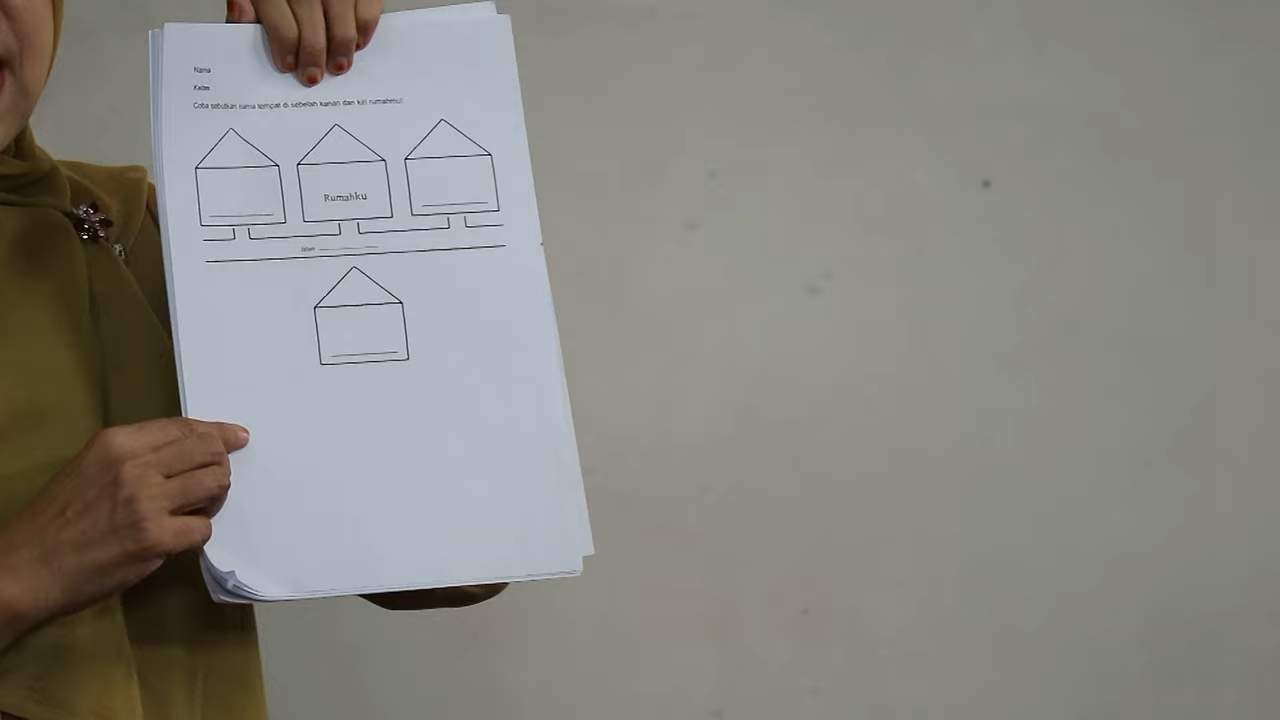 Nama
Kelas
Coba sebutkan nama tempat di sebelah kanan dan kiri rumahmu!
Rumahku
Jalan